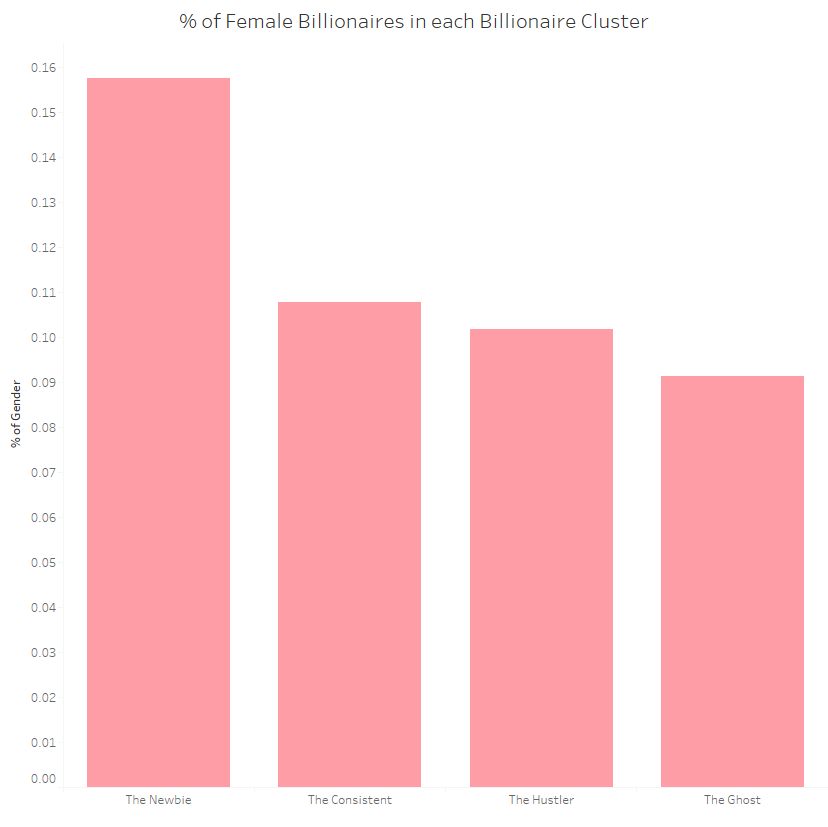 % of Female Billionaires in each Billionaire Cluster
0.16
0.15
0.14
0.13
0.12
0.11
0.10
0.09
0.08
0.07
0.06
0.05
0.04
0.03
0.02
0.01
0.00
% of Gender
The Newbie
The Consistent
The Hustler
The Ghost